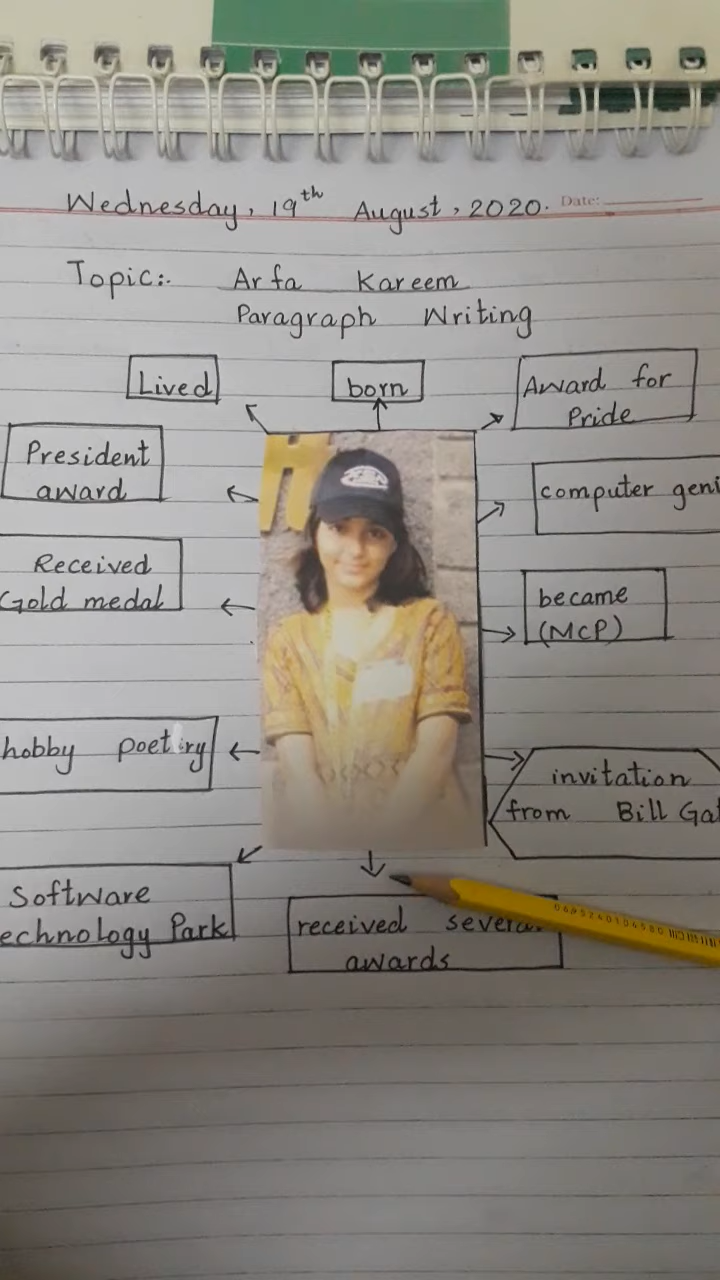 Wednesday, 19th August, 2020. Date:
Topic:. Arfa Kareem
Paragraph Writing
Lived
born
Award for
Pride
President
award
computer geni
Received
Gold medal
became
(MCP)
hobby poetry
invitation
from Bill Ga
Software
echnology Park
received several
awards